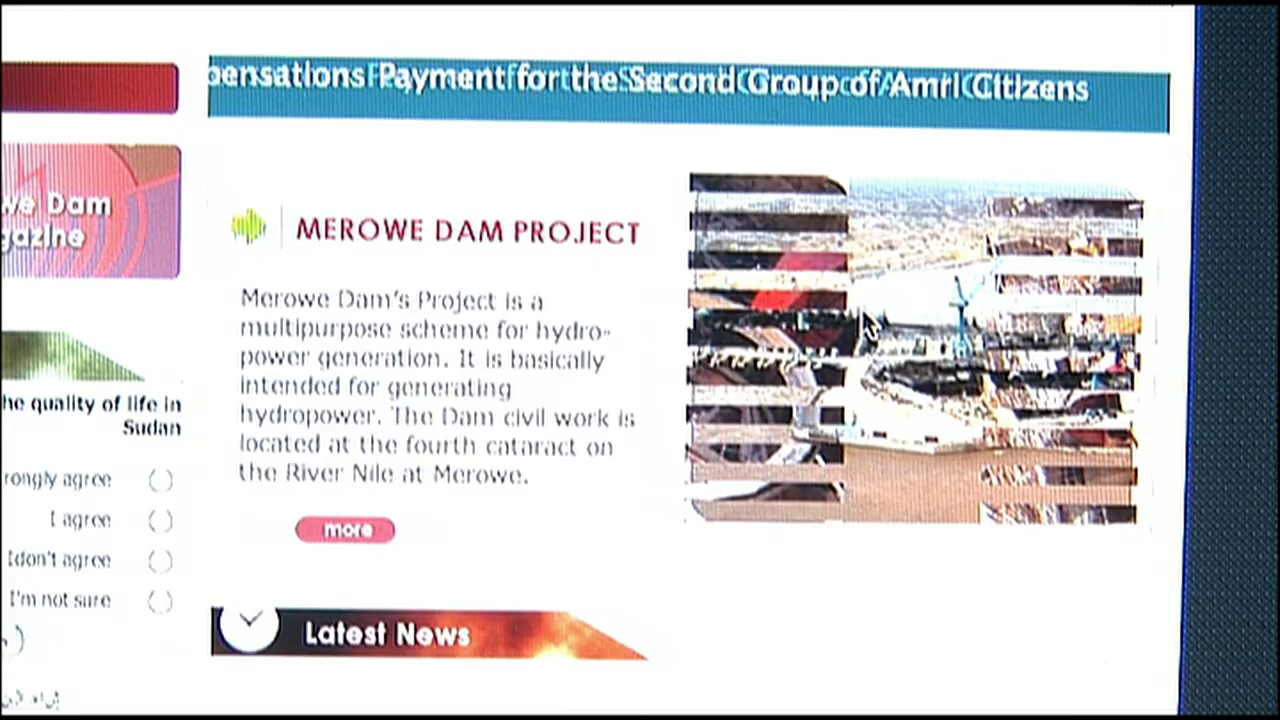 pensations Payment for the Second Group of Amri Citizens
we Dam
gazine
MEROWE DAM PROJECT
Merowe Dam's Project is a
multipurpose scheme for hydro-
power generation. It is basically
intended for generating
hydropower. The Dam civil work is
located at the fourth cataract on
the River Nile at Merowe.
more
he quality of life in
Sudan
rongly agree
I agree
I don't agree
I'm not sure
Latest News